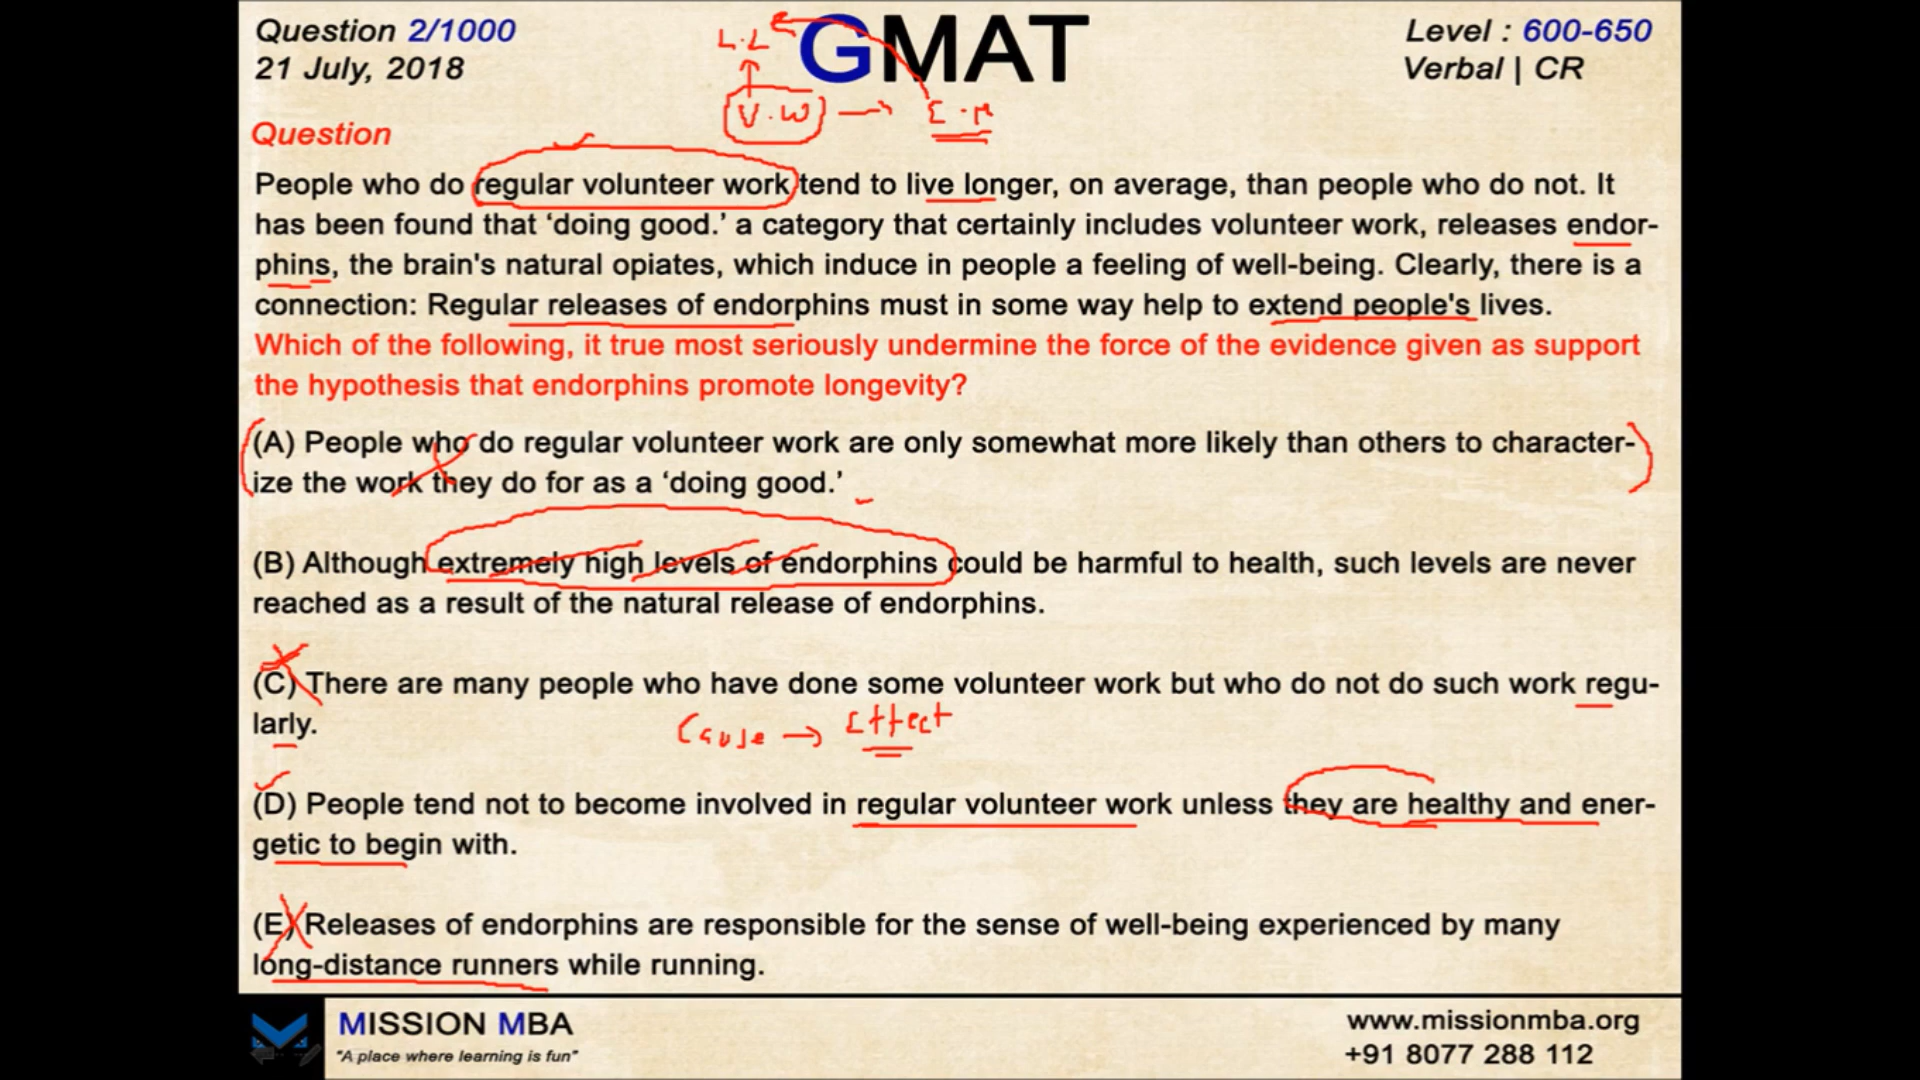 Question 2/1000
21 July, 2018
GMAT
Level : 600-650
Verbal | CR
L.L
V.W → E.R
Question
People who do regular volunteer work tend to live longer, on average, than people who do not. It
has been found that ‘doing good.’ a category that certainly includes volunteer work, releases endor-
phins, the brain's natural opiates, which induce in people a feeling of well-being. Clearly, there is a
connection: Regular releases of endorphins must in some way help to extend people's lives.
Which of the following, it true most seriously undermine the force of the evidence given as support
the hypothesis that endorphins promote longevity?
(A) People who do regular volunteer work are only somewhat more likely than others to character-
ize the work they do for as a ‘doing good.’
(B) Although extremely high levels of endorphins could be harmful to health, such levels are never
reached as a result of the natural release of endorphins.
(C) There are many people who have done some volunteer work but who do not do such work regu-
larly.
Cause → Effect
(D) People tend not to become involved in regular volunteer work unless they are healthy and ener-
getic to begin with.
(E) Releases of endorphins are responsible for the sense of well-being experienced by many
long-distance runners while running.
MISSION MBA
"A place where learning is fun"
www.missionmba.org
+91 8077 288 112